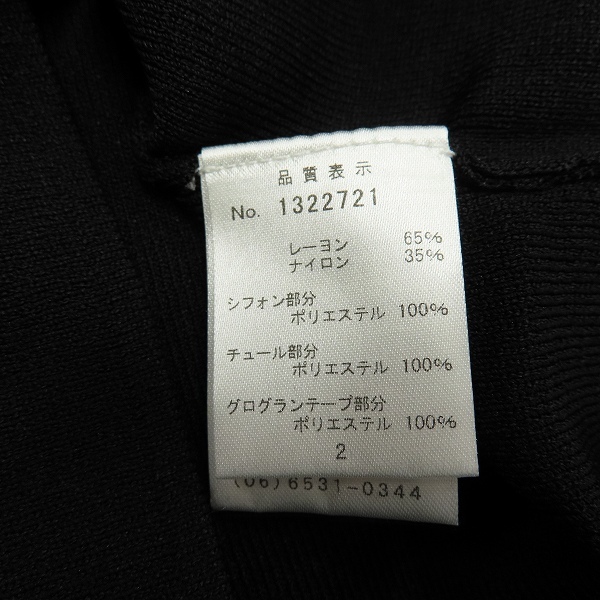 品質表示
No. 1322721
レーヨン 65%
ナイロン 35%
シフォン部分
ポリエステル 100%
チュール部分
ポリエステル 100%
グログランテープ部分
ポリエステル 100%
2
(06)6531-0344